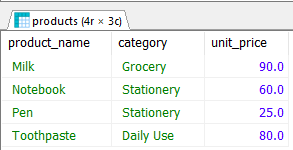 products (4r × 3c)
product_name category unit_price
Milk Grocery 90.0
Notebook Stationery 60.0
Pen Stationery 25.0
Toothpaste Daily Use 80.0